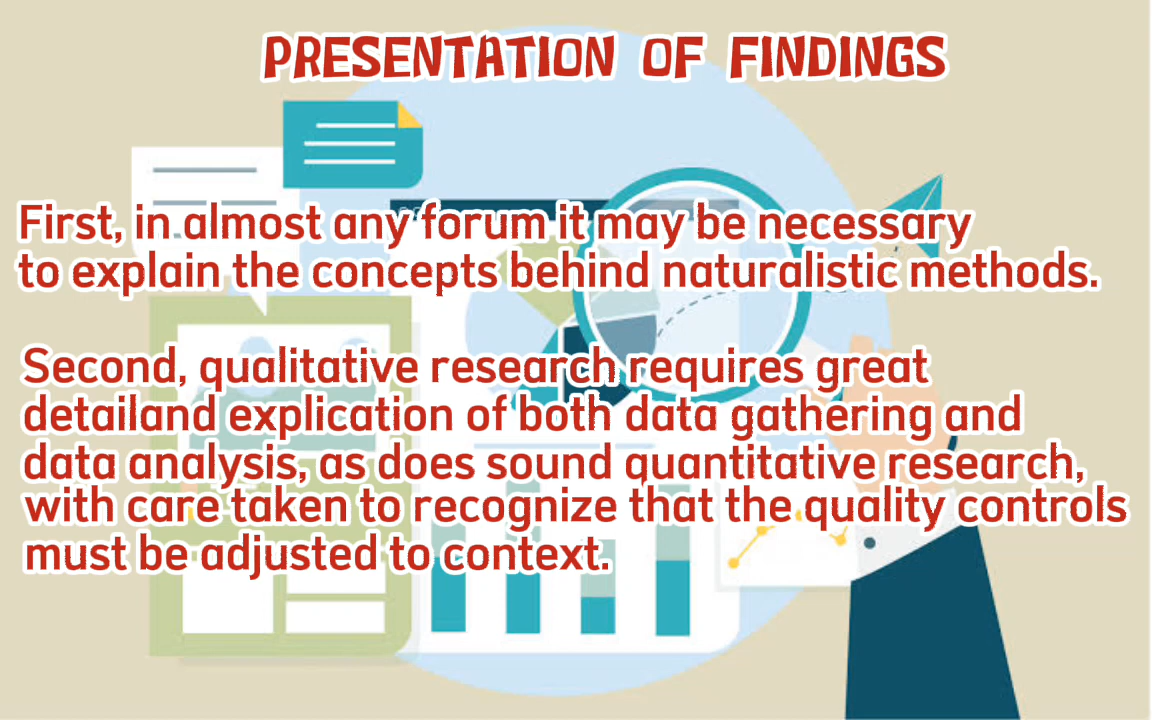 PRESENTATION OF FINDINGS
First, in almost any forum it may be necessary
to explain the concepts behind naturalistic methods.
Second, qualitative research requires great
detailand explication of both data gathering and
data analysis, as does sound quantitative research,
with care taken to recognize that the quality controls
must be adjusted to context.